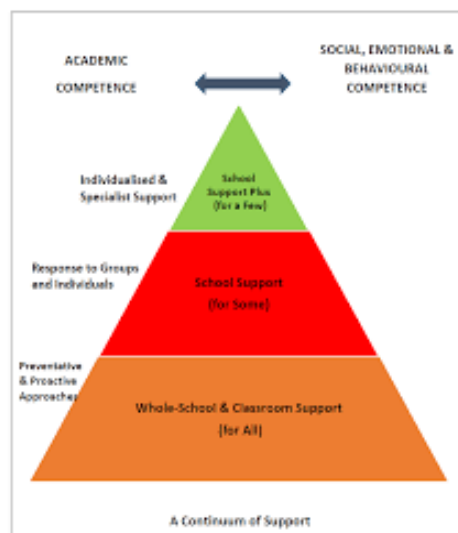 ACADEMIC
COMPETENCE
SOCIAL, EMOTIONAL &
BEHAVIOURAL
COMPETENCE
Individualised &
Specialist Support
School
Support Plus
(for a Few)
Response to Groups
and Individuals
School Support
(for Some)
Preventative
& Proactive
Approaches
Whole-School & Classroom Support
(for All)
A Continuum of Support